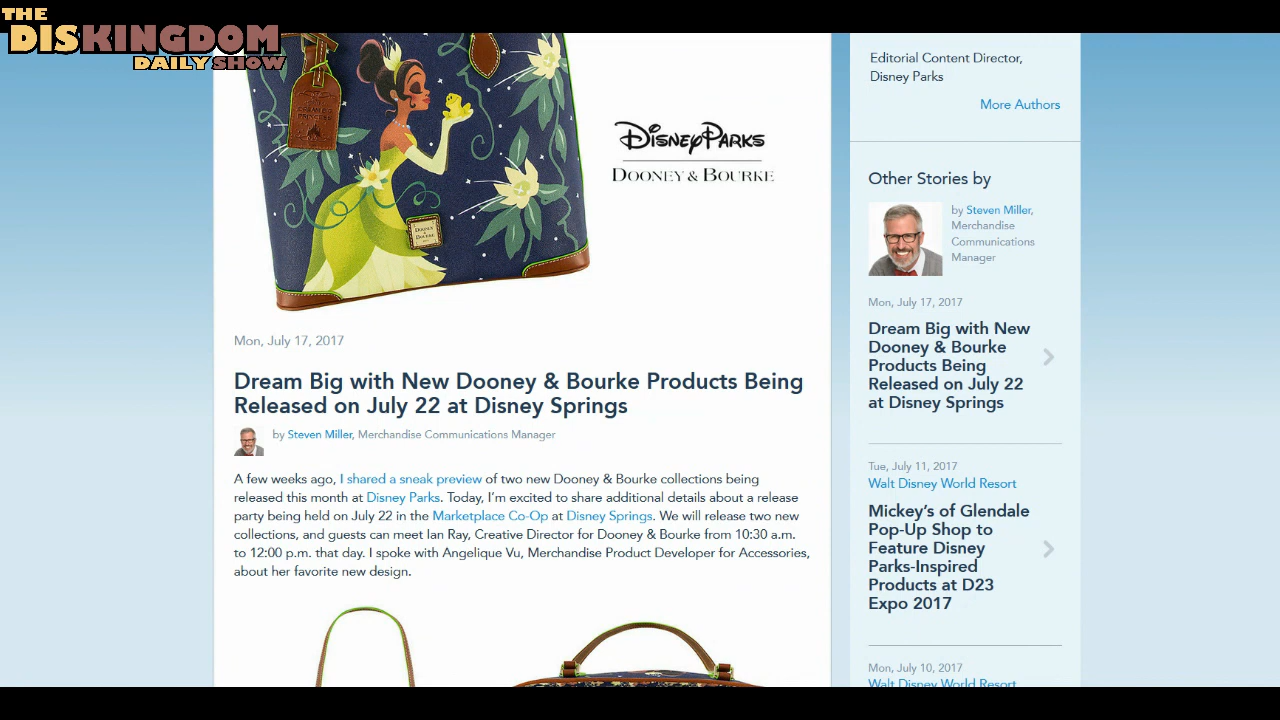 THE
DISKINGDOM
DAILY SHOW
DISNEY PARKS
DOONEY & BOURKE
DOONEY
& BOURKE
Mon, July 17, 2017
Dream Big with New Dooney & Bourke Products Being
Released on July 22 at Disney Springs
by Steven Miller, Merchandise Communications Manager
A few weeks ago, I shared a sneak preview of two new Dooney & Bourke collections being
released this month at Disney Parks. Today, I'm excited to share additional details about a release
party being held on July 22 in the Marketplace Co-Op at Disney Springs. We will release two new
collections, and guests can meet Ian Ray, Creative Director for Dooney & Bourke from 10:30 a.m.
to 12:00 p.m. that day. I spoke with Angelique Vu, Merchandise Product Developer for Accessories,
about her favorite new design.
Editorial Content Director,
Disney Parks
More Authors
Other Stories by
by Steven Miller,
Merchandise
Communications
Manager
Mon, July 17, 2017
Dream Big with New
Dooney & Bourke
Products Being
Released on July 22
at Disney Springs
Tue, July 11, 2017
Walt Disney World Resort
Mickey's of Glendale
Pop-Up Shop to
Feature Disney
Parks-Inspired
Products at D23
Expo 2017
Mon, July 10, 2017
Walt Disney World Resort